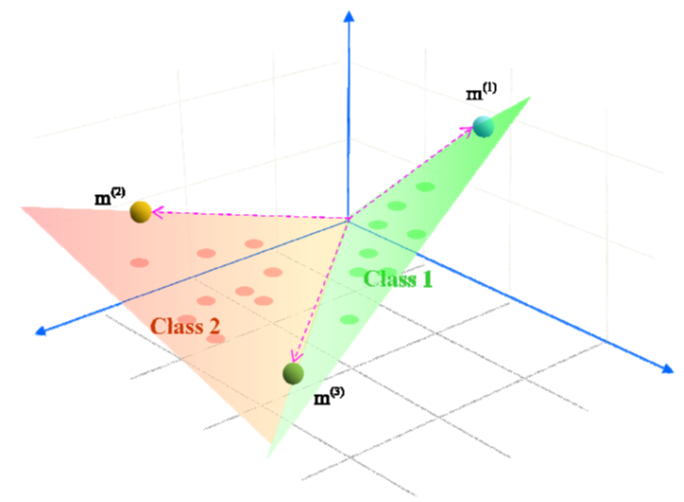 m(1)
m(2)
Class 1
Class 2
m(3)